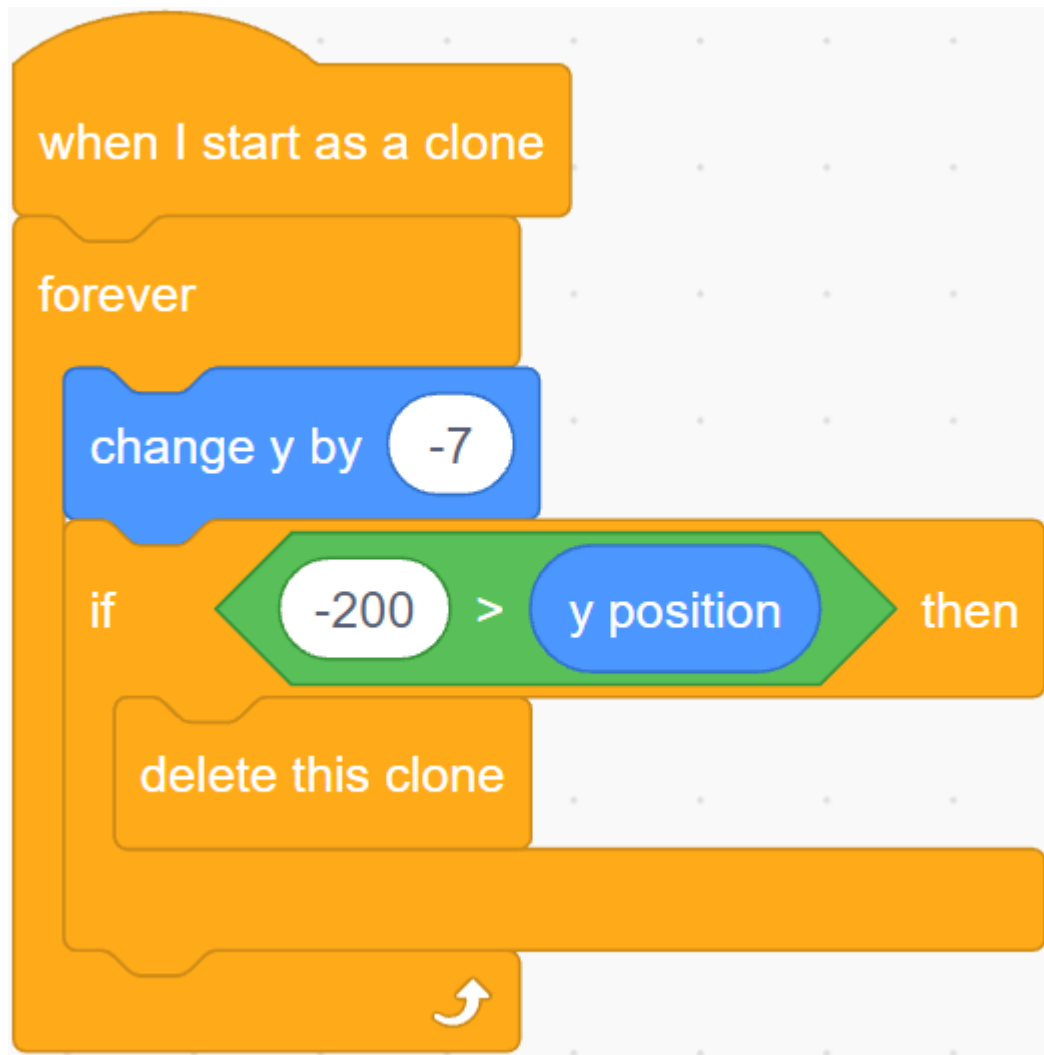 when I start as a clone
forever
change y by -7
if -200 > y position then
delete this clone